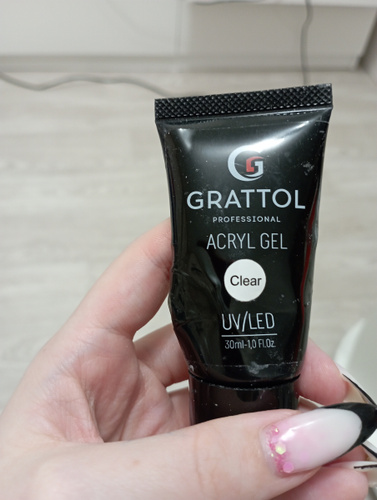 GRATTOL
PROFESSIONAL
ACRYL GEL
Clear
UV/LED
30ml-1,0 Fl.Oz.